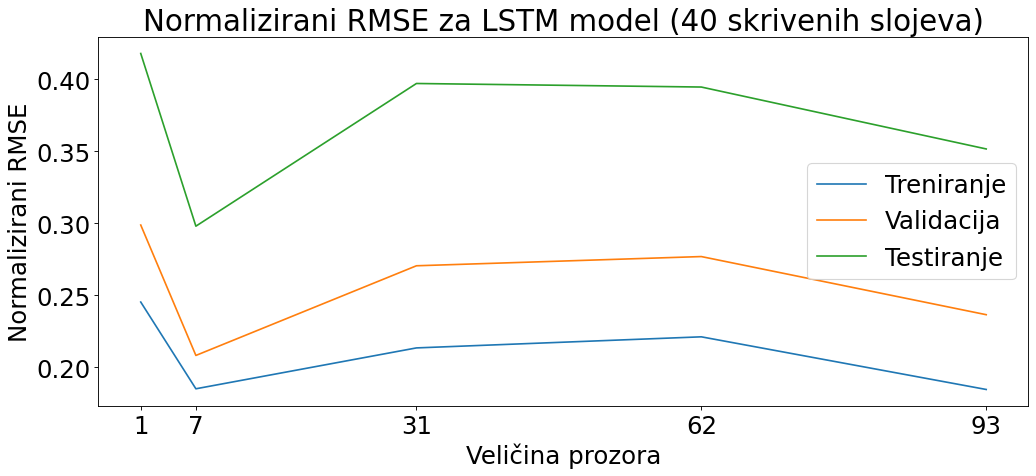 Normalizirani RMSE za LSTM model (40 skrivenih slojeva)
Normalizirani RMSE
0.40
0.35
0.30
0.25
0.20
Treniranje
Validacija
Testiranje
1 7 31 62 93
Veličina prozora